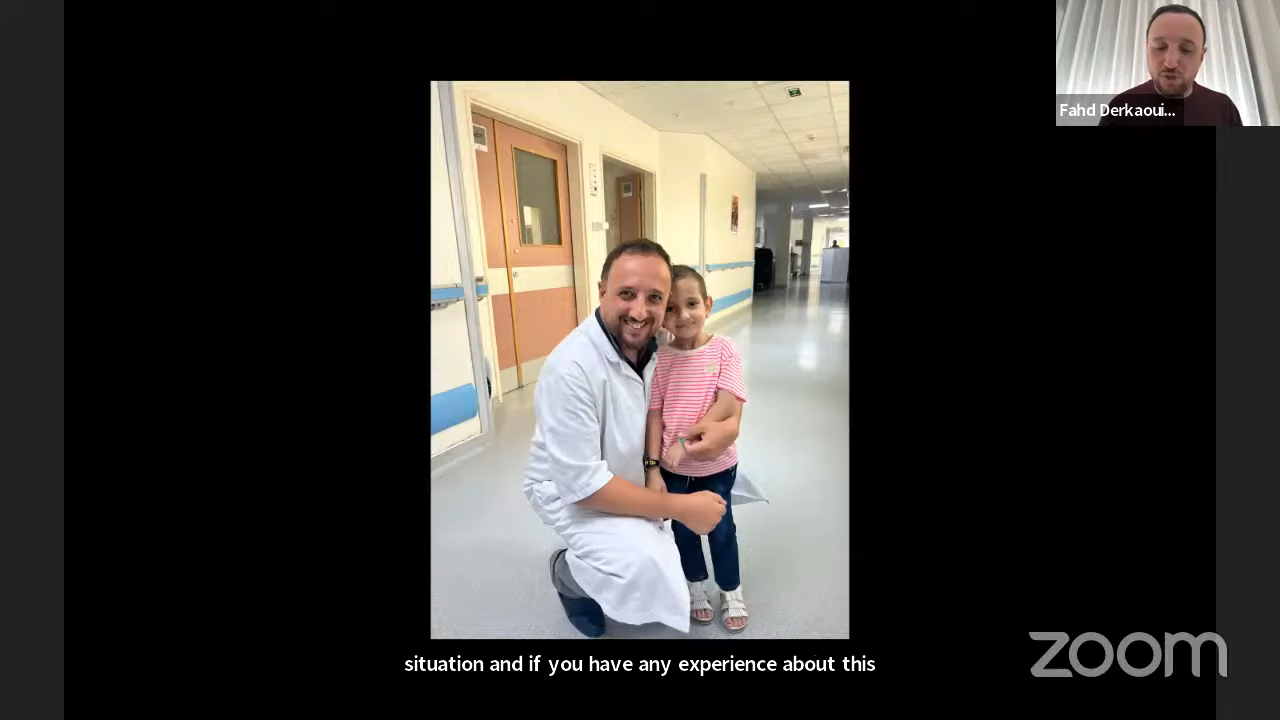 Fahd Derkaoui...
situation and if you have any experience about this
zoom